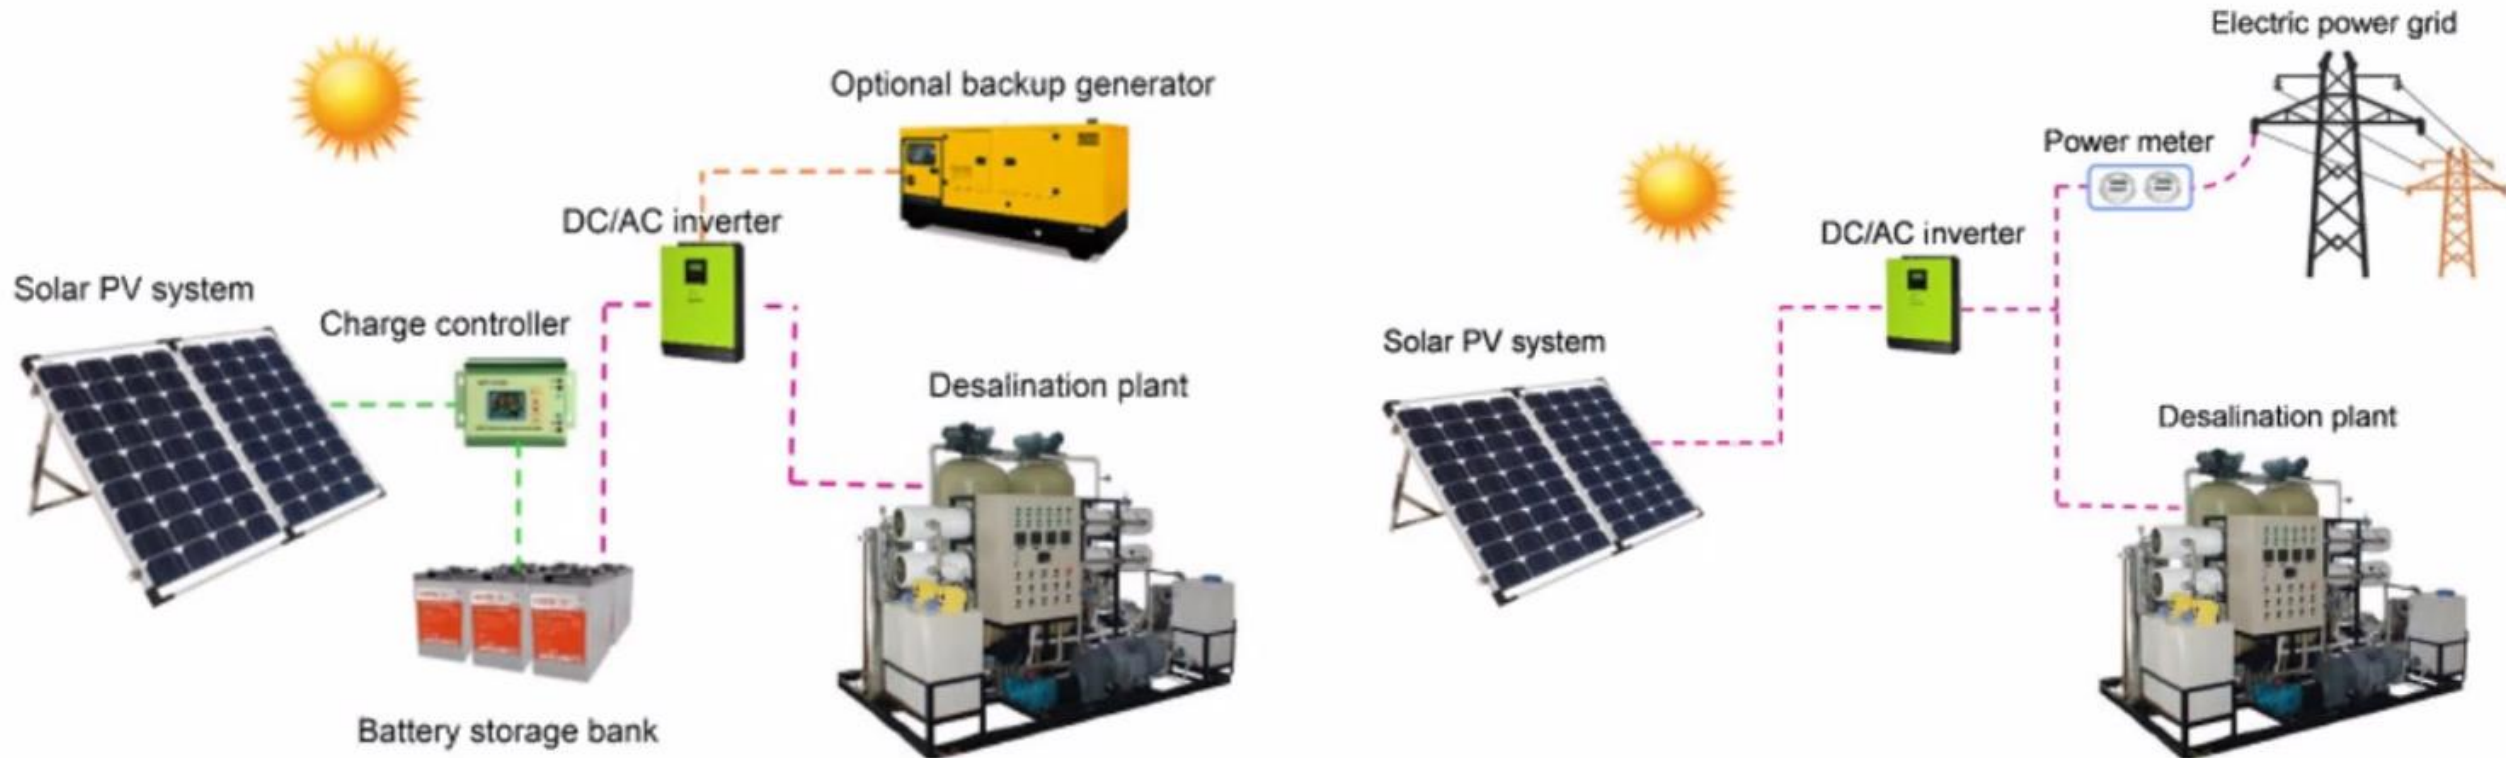 Optional backup generator
DC/AC inverter
Solar PV system
Charge controller
Desalination plant
Battery storage bank
Electric power grid
Power meter
DC/AC inverter
Solar PV system
Desalination plant